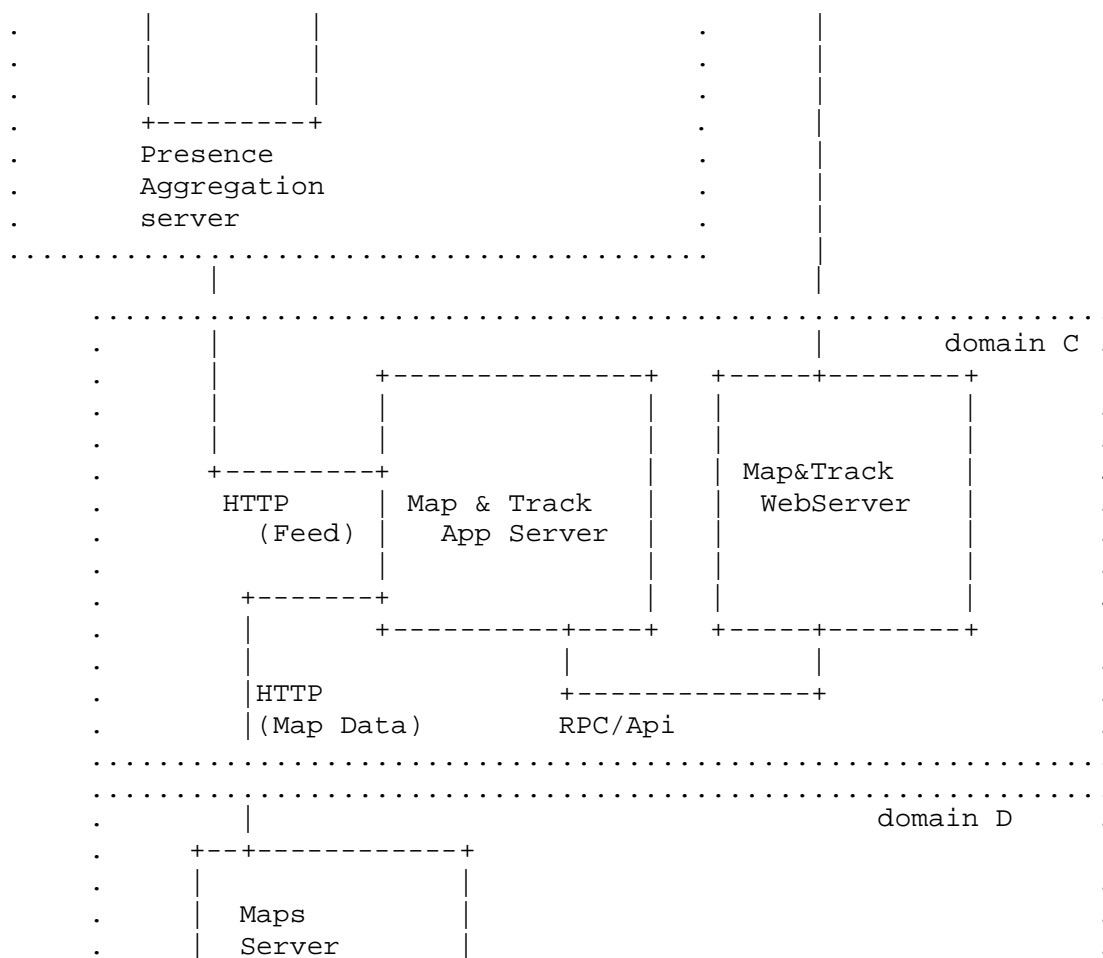 Presence
Aggregation
server
domain C
Map&Track
HTTP Map & Track WebServer
(Feed) App Server
HTTP
(Map Data) RPC/Api
domain D
Maps
Server